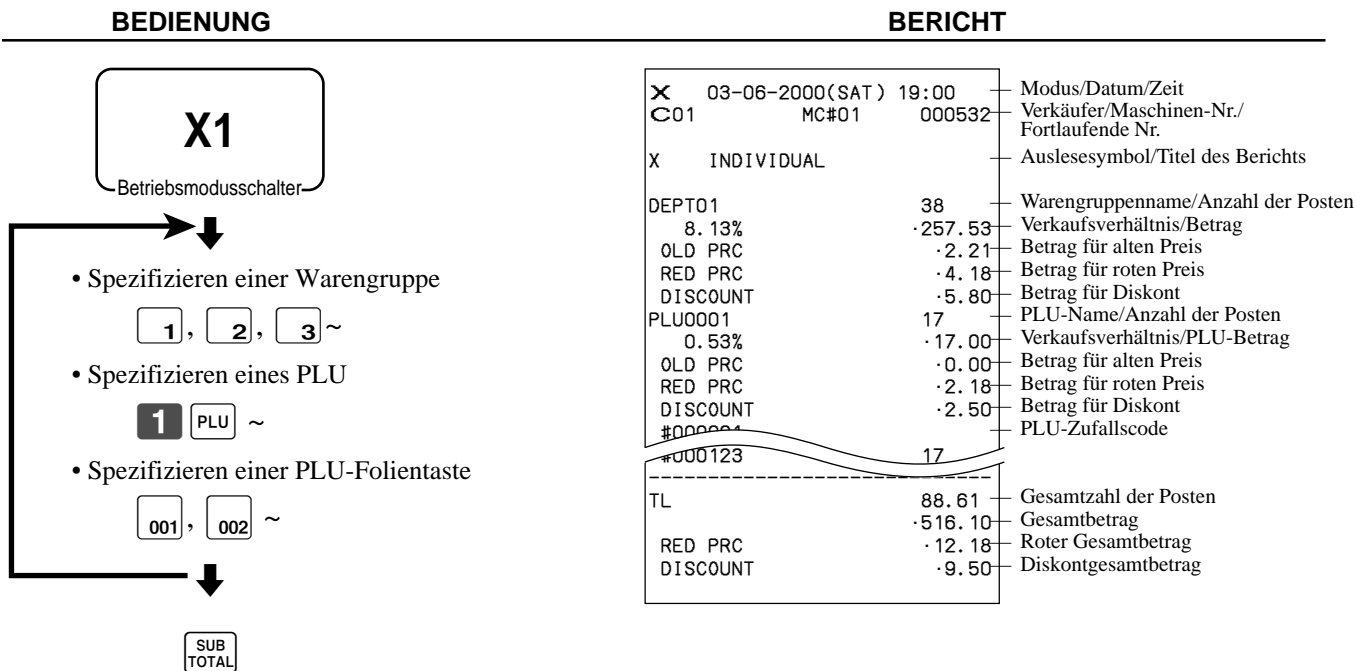 BEDIENUNG
BERICHT
X1
Betriebsmodusschalter
• Spezifizieren einer Warengruppe
1, 2, 3~
• Spezifizieren eines PLU
1 PLU ~
• Spezifizieren einer PLU-Folientaste
001, 002 ~
SUB
TOTAL
X 03-06-2000(SAT) 19:00 Modus/Datum/Zeit
C01 MC#01 000532 Verkäufer/Maschinen-Nr./
Fortlaufende Nr.
X INDIVIDUAL Auslesesymbol/Titel des Berichts
DEPT01 38 Warengruppenname/Anzahl der Posten
8.13% ·257.53 Verkaufsverhältnis/Betrag
OLD PRC ·2.21 Betrag für alten Preis
RED PRC ·4.18 Betrag für roten Preis
DISCOUNT ·5.80 Betrag für Diskont
PLU0001 17 PLU-Name/Anzahl der Posten
0.53% ·17.00 Verkaufsverhältnis/PLU-Betrag
OLD PRC ·0.00 Betrag für alten Preis
RED PRC ·2.18 Betrag für roten Preis
DISCOUNT ·2.50 Betrag für Diskont
PLU-Zufallscode
#000123 17
TL 88.61 Gesamtzahl der Posten
·516.10 Gesamtbetrag
RED PRC ·12.18 Roter Gesamtbetrag
DISCOUNT ·9.50 Diskontgesamtbetrag